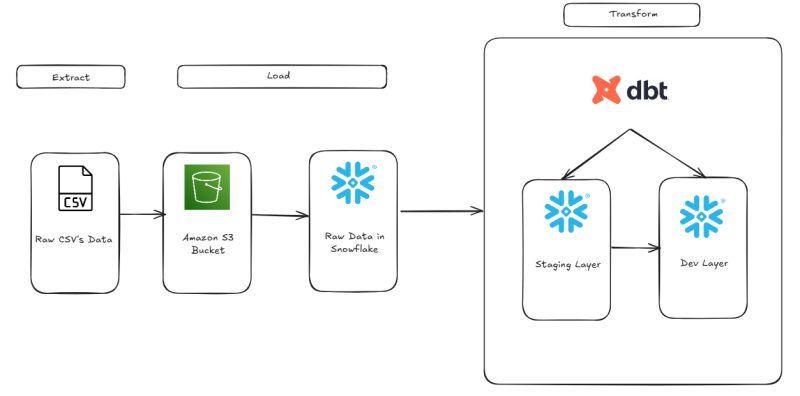 Transform
Extract
Load
dbt
CSV
Raw CSV's Data
Amazon S3
Bucket
Raw Data in
Snowflake
Staging Layer
Dev Layer